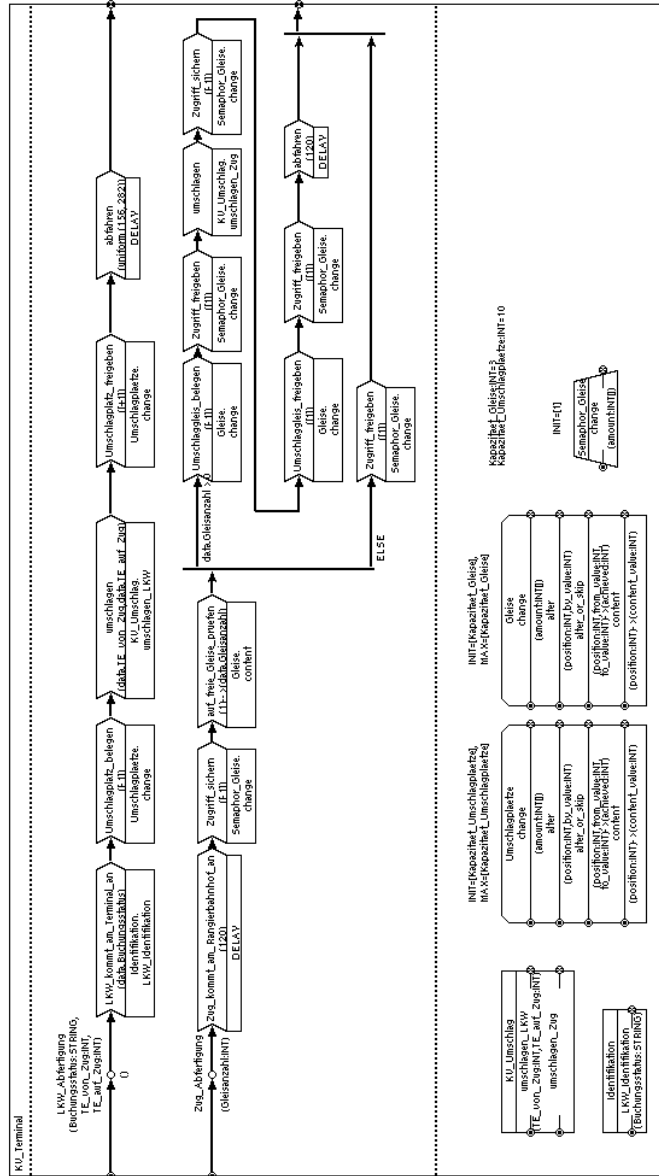 KV_Terminal
LKW_Abfertigung
(Buchungsstatus:STRING,
TE_von_Zug:INT,
TE_auf_Zug:INT)
()
LKW_kommt_am_Terminal_an
(data.Buchungsstatus)
Identifikation.
LKW_Identifikation
Umschlagplatz_belegen
([-1])
Umschlagplaetze.
change
umschlagen
(data.TE_von_Zug,data.TE_auf_Zug)
KV_Umschlag.
umschlagen_LKW
Umschlagplatz_freigeben
([+1])
Umschlagplaetze.
change
abfahren
(uniform (156, 282))
DELAY
Zug_Abfertigung
(Gleisanzahl:INT)
Zug_kommt_am_Rangierbahnhof_an
(120)
DELAY
Zugriff_sichern
([-1])
Semaphor_Gleise.
change
auf_freie_Gleise_pruefen
(1)-->(data.Gleisanzahl)
Gleise.
content
data.Gleisanzahl >0
Umschlaggleis_belegen
([-1])
Gleise.
change
Zugriff_freigeben
([1])
Semaphor_Gleise.
change
umschlagen
KV_Umschlag.
umschlagen_Zug
Zugriff_sichern
([-1])
Semaphor_Gleise.
change
Umschlaggleis_freigeben
([1])
Gleise.
change
Zugriff_freigeben
([1])
Semaphor_Gleise.
change
abfahren
(120)
DELAY
ELSE
Zugriff_freigeben
([1])
Semaphor_Gleise.
change
KV_Umschlag
umschlagen_LKW
(TE_von_Zug:INT,TE_auf_Zug:INT)
umschlagen_Zug
Identifikation
LKW_Identifikation
(Buchungsstatus:STRING)
INIT=[Kapazitaet_Umschlagplaetze],
MAX=[Kapazitaet_Umschlagplaetze]
Umschlagplaetze
change
(amount:INT[])
alter
(position:INT,by_value:INT)
alter_or_skip
(position:INT,from_value:INT,
to_value:INT)->(achieved:INT)
content
(position:INT)->(content_value:INT)
INIT=[Kapazitaet_Gleise],
MAX=[Kapazitaet_Gleise]
Gleise
change
(amount:INT[])
alter
(position:INT,by_value:INT)
alter_or_skip
(position:INT,from_value:INT,
to_value:INT)->(achieved:INT)
content
(position:INT)->(content_value:INT)
Kapazitaet_Gleise:INT=3
Kapazitaet_Umschlagplaetze:INT=10
INIT=[1]
Semaphor_Gleise
change
(amount:INT[])